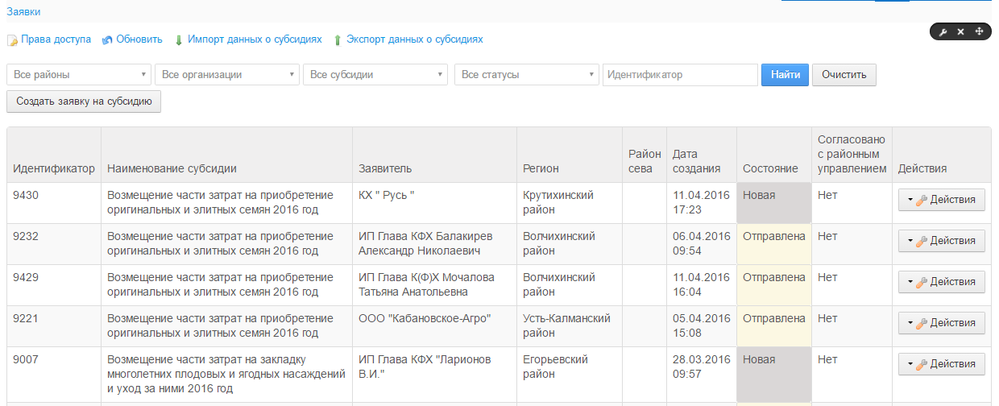 Заявки
Права доступа Обновить Импорт данных о субсидиях Экспорт данных о субсидиях
Все районы Все организации Все субсидии Все статусы Идентификатор Найти Очистить
Создать заявку на субсидию
Согласовано
Район Дата с районным
Идентификатор Наименование субсидии Заявитель Регион сева создания Состояние управлением Действия
9430 Возмещение части затрат на приобретение КХ " Русь " Крутихинский 11.04.2016 Новая Нет Действия
оригинальных и элитных семян 2016 год район 17:23
9232 Возмещение части затрат на приобретение ИП Глава КФХ Балакирев Волчихинский 06.04.2016 Отправлена Нет Действия
оригинальных и элитных семян 2016 год Александр Николаевич район 09:54
9429 Возмещение части затрат на приобретение ИП Глава К(Ф)Х Мочалова Волчихинский 11.04.2016 Отправлена Нет Действия
оригинальных и элитных семян 2016 год Татьяна Анатольевна район 16:04
9221 Возмещение части затрат на приобретение ООО "Кабановское-Агро" Усть-Калманский 05.04.2016 Отправлена Нет Действия
оригинальных и элитных семян 2016 год район 15:08
9007 Возмещение части затрат на закладку ИП Глава КФХ "Ларионов Егорьевский 28.03.2016 Новая Нет Действия
многолетних плодовых и ягодных насаждений В.И." район 09:57
и уход за ними 2016 год